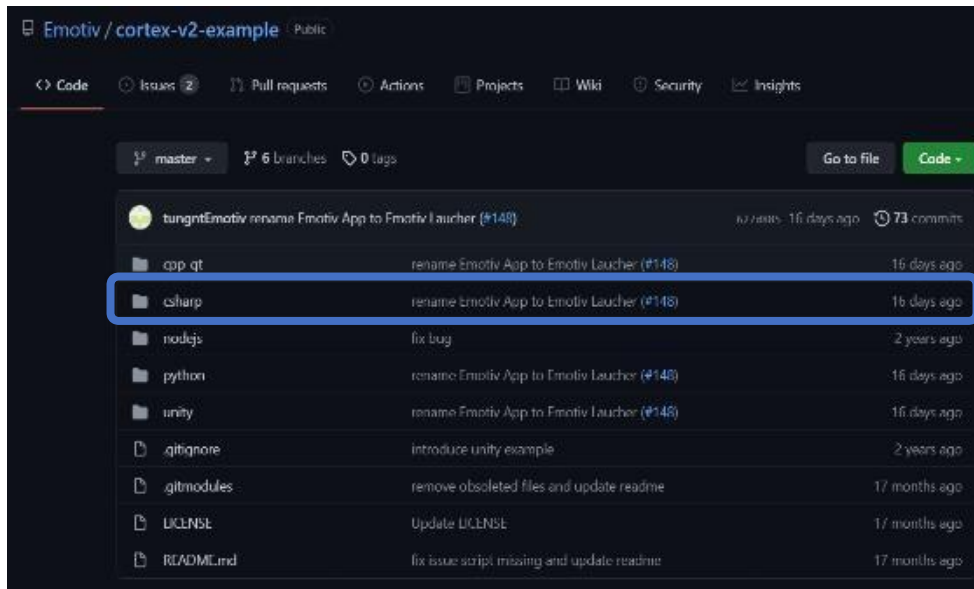 Emotiv / cortex-v2-example Public
Code Issues 2 Pull requests Actions Projects Wiki Security Insights
master 6 branches 0 tags Go to file Code
tungntEmotiv rename Emotiv App to Emotiv Laucher (#148) 16 days ago 73 commits
cpp qt rename Emotiv App to Emotiv Laucher (#148) 16 days ago
csharp rename Emotiv App to Emotiv Laucher (#148) 16 days ago
nodejs fix bug 2 years ago
python rename Emotiv App to Emotiv Laucher (#148) 16 days ago
unity rename Emotiv App to Emotiv Laucher (#148) 16 days ago
.gitignore introduce unity example 2 years ago
.gitmodules remove obsoleted files and update readme 17 months ago
LICENSE Update LICENSE 17 months ago
README.md fix issue script missing and update readme 17 months ago